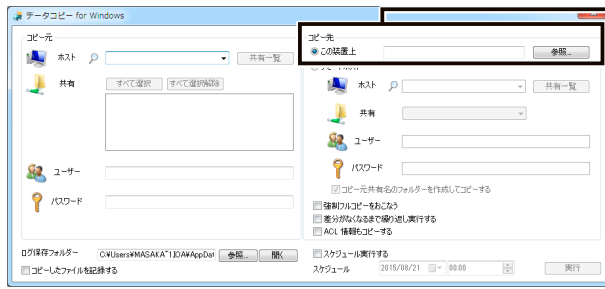 データコピー for Windows
コピー元
ホスト
共有一覧
共有
すべて選択
すべて選択解除
ユーザー
パスワード
ログ保存フォルダー
C:¥Users¥MASAKA~1.IOA¥AppDat
参照...
開く
コピーしたファイルを記録する
コピー先
この装置上
参照...
ホスト
共有一覧
共有
ユーザー
パスワード
コピー元共有名のフォルダーを作成してコピーする
強制フルコピーをおこなう
差分がなくなるまで繰り返し実行する
ACL 情報もコピーする
スケジュール実行する
スケジュール
2015/08/21
00:00
実行